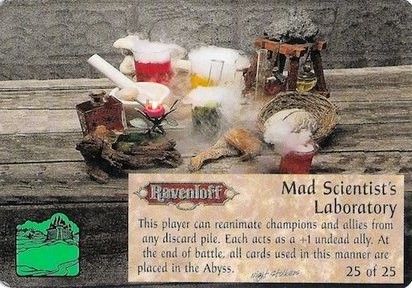 Ravenloft
Mad Scientist's
Laboratory
This player can reanimate champions and allies from
any discard pile. Each acts as a +1 undead ally. At
the end of battle, all cards used in this manner are
placed in the Abyss.
25 of 25